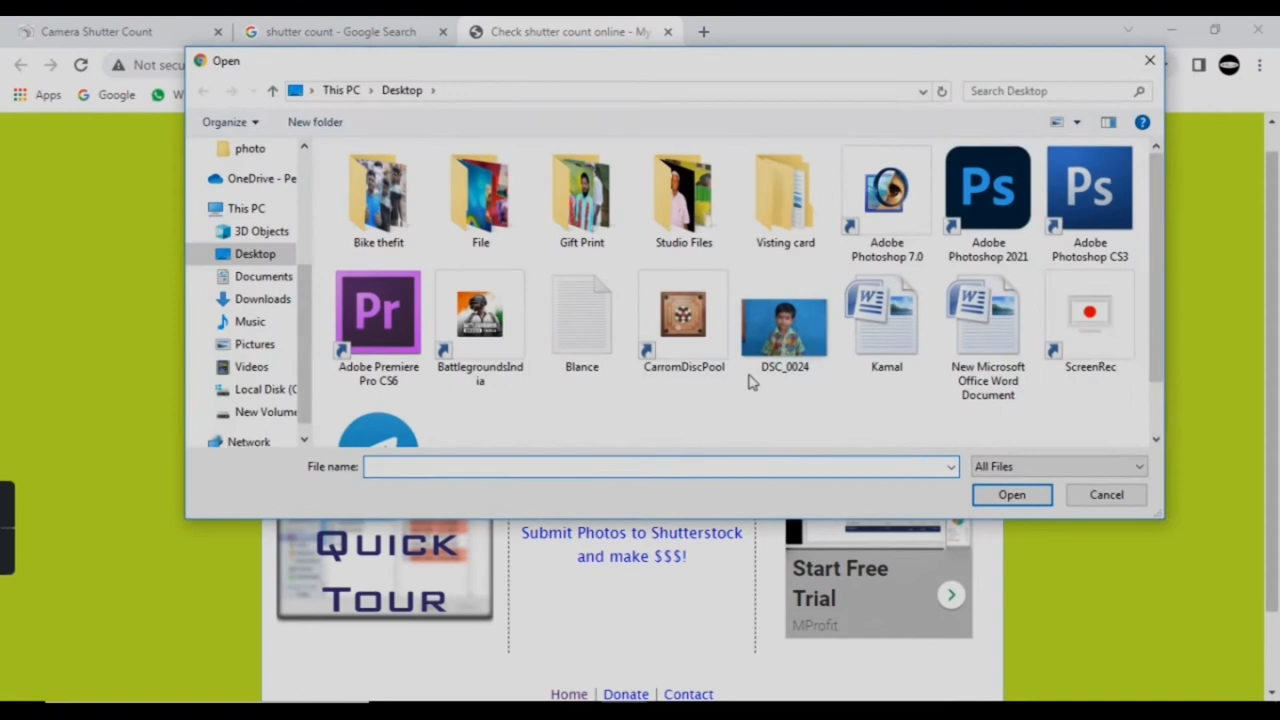 Camera Shutter Count
shutter count - Google Search
Check shutter count online - My
Not secu
Apps
Google
W
Open
This PC
Desktop
Search Desktop
Organize
New folder
photo
OneDrive - Pe
This PC
3D Objects
Desktop
Documents
Downloads
Music
Pictures
Videos
Local Disk (C
New Volume
Network
Bike thefit
File
Gift Print
Studio Files
Visting card
Adobe
Photoshop 7.0
Ps
Adobe
Photoshop 2021
Ps
Adobe
Photoshop CS3
Pr
Adobe Premiere
Pro CS6
BattlegroundsInd
ia
Blance
CarromDiscPool
DSC_0024
Kamal
New Microsoft
Office Word
Document
ScreenRec
File name:
All Files
Open
Cancel
QUICK
TOUR
Submit Photos to Shutterstock
and make $$$!
Start Free
Trial
MProfit
Home | Donate | Contact